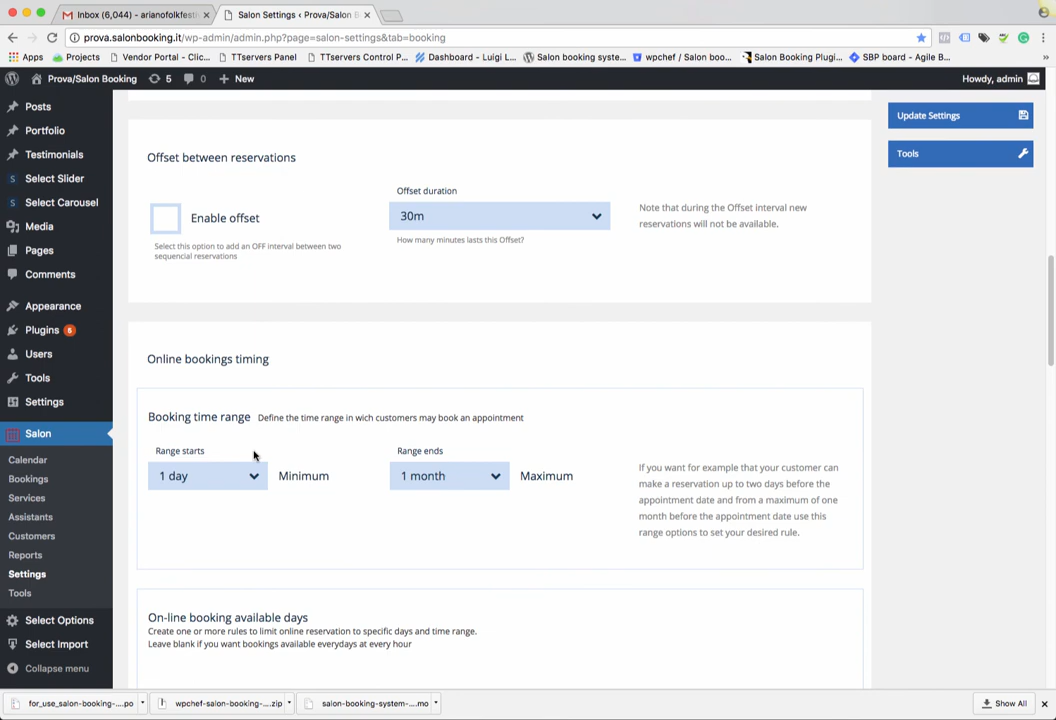 Inbox (6,044) - arianofolkfesti
Salon Settings ‹ Prova/Salon B
prova.salonbooking.it/wp-admin/admin.php?page=salon-settings&tab=booking
Apps
Projects
Vendor Portal - Clic...
TTservers Panel
TTservers Control P...
Dashboard - Luigi L...
Salon booking syste...
wpchef / Salon boo...
Salon Booking Plugi...
SBP board - Agile B...
»
Prova/Salon Booking
5
0
New
Howdy, admin
Posts
Portfolio
Testimonials
Select Slider
Select Carousel
Media
Pages
Comments
Appearance
Plugins 6
Users
Tools
Settings
Salon
Calendar
Bookings
Services
Assistants
Customers
Reports
Settings
Tools
Select Options
Select Import
Collapse menu
Update Settings
Tools
Offset between reservations
Enable offset
Select this option to add an OFF interval between two
sequencial reservations
Offset duration
30m
How many minutes lasts this Offset?
Note that during the Offset interval new
reservations will not be available.
Online bookings timing
Booking time range Define the time range in wich customers may book an appointment
Range starts
1 day
Minimum
Range ends
1 month
Maximum
If you want for example that your customer can
make a reservation up to two days before the
appointment date and from a maximum of one
month before the appointment date use this
range options to set your desired rule.
On-line booking available days
Create one or more rules to limit online reservation to specific days and time range.
Leave blank if you want bookings available everydays at every hour
for_use_salon-booking-....po
wpchef-salon-booking-....zip
salon-booking-system-....mo
Show All